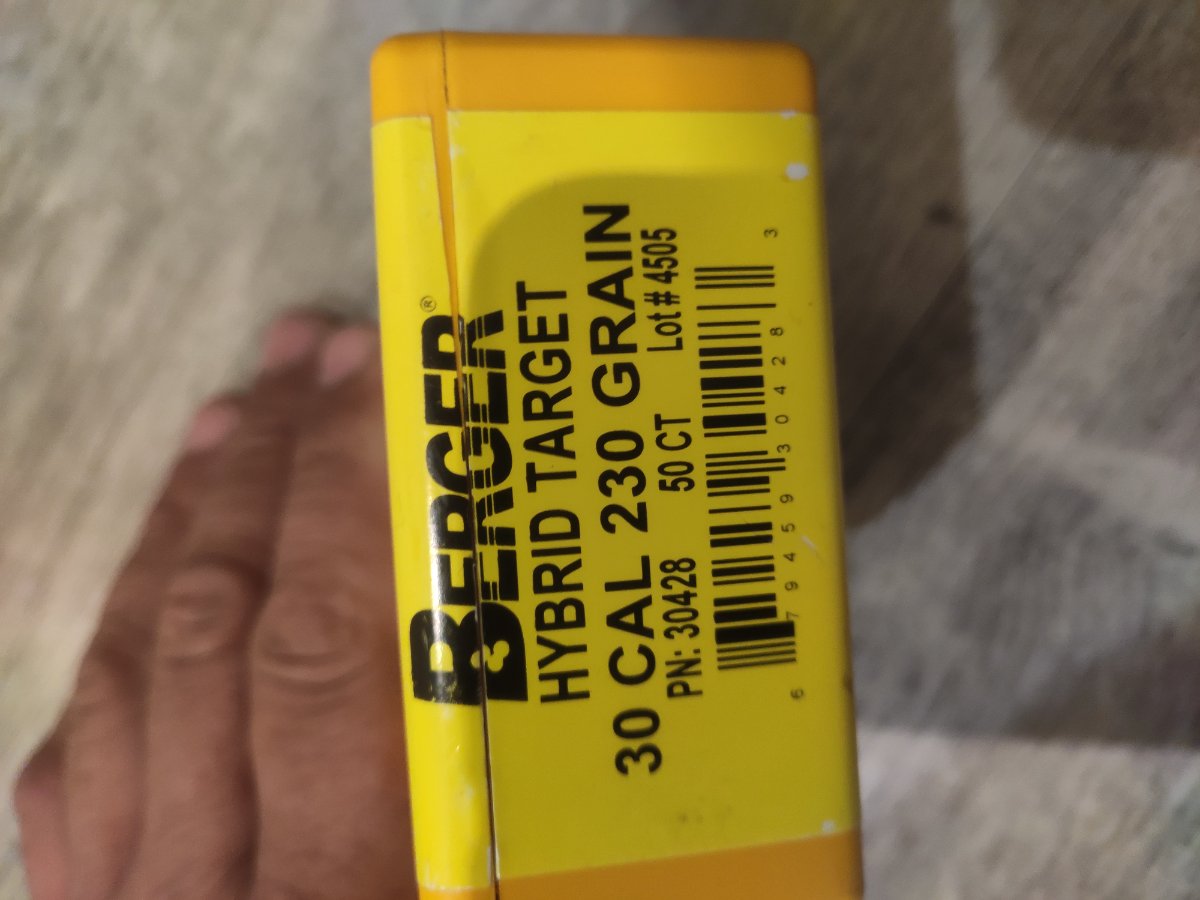 BERGER®
HYBRID TARGET
30 CAL 230 GRAIN
PN: 30428 50 CT Lot# 4505
6 79459 30428 3